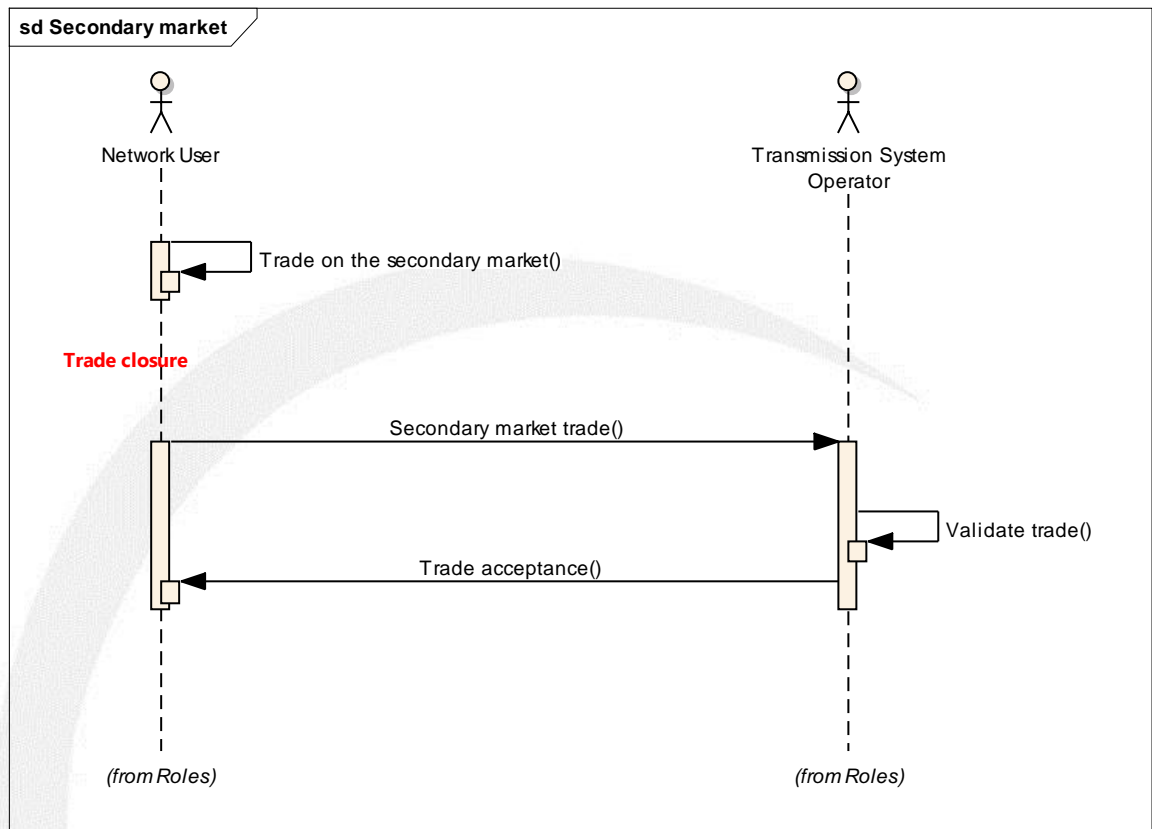 sd Secondary market
Network User
Transmission System
Operator
Trade on the secondary market()
Trade closure
Secondary market trade()
Validate trade()
Trade acceptance()
(from Roles)
(from Roles)